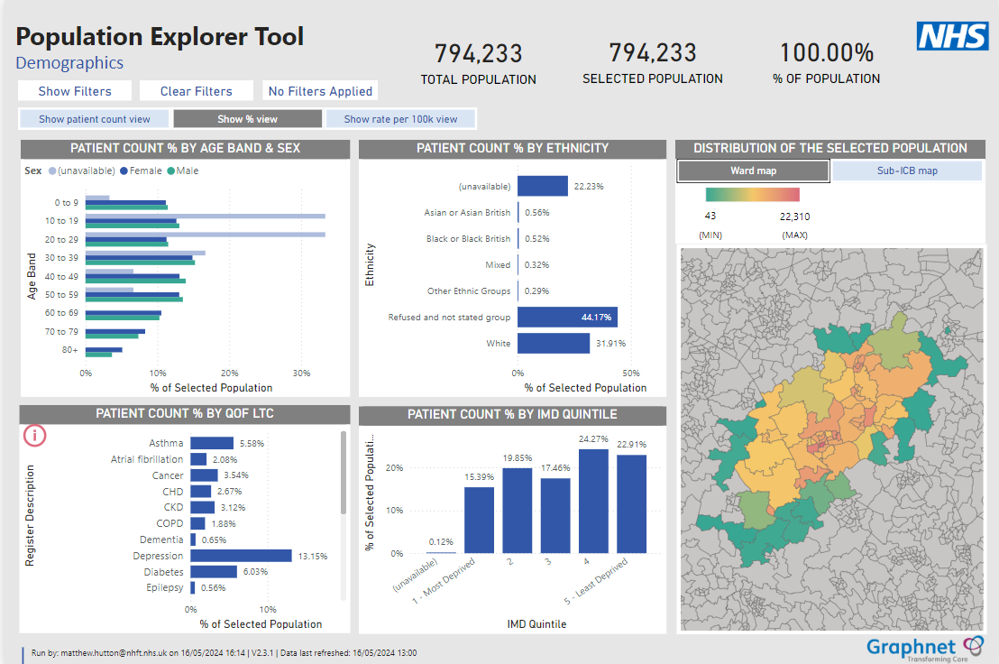 Population Explorer Tool
Demographics
794,233
TOTAL POPULATION
794,233
SELECTED POPULATION
100.00%
% OF POPULATION
NHS
Show Filters
Clear Filters
No Filters Applied
Show patient count view
Show % view
Show rate per 100k view
PATIENT COUNT % BY AGE BAND & SEX
Sex (unavailable) Female Male
Age Band
0 to 9
10 to 19
20 to 29
30 to 39
40 to 49
50 to 59
60 to 69
70 to 79
80+
0% 10% 20% 30%
% of Selected Population
PATIENT COUNT % BY ETHNICITY
Ethnicity
(unavailable) 22.23%
Asian or Asian British 0.56%
Black or Black British 0.52%
Mixed 0.32%
Other Ethnic Groups 0.29%
Refused and not stated group 44.17%
White 31.91%
0% 50%
% of Selected Population
DISTRIBUTION OF THE SELECTED POPULATION
Ward map
Sub-ICB map
43 22,310
(MIN) (MAX)
PATIENT COUNT % BY QOF LTC
i
Register Description
Asthma 5.58%
Atrial fibrillation 2.08%
Cancer 3.54%
CHD 2.67%
CKD 3.12%
COPD 1.88%
Dementia 0.65%
Depression 13.15%
Diabetes 6.03%
Epilepsy 0.56%
0% 10%
% of Selected Population
PATIENT COUNT % BY IMD QUINTILE
% of Selected Populati...
20%
10%
0%
0.12% 15.39% 19.85% 17.46% 24.27% 22.91%
(unavailable) 1 - Most Deprived 2 3 4 5 - Least Deprived
IMD Quintile
Run by: matthew.hutton@nhft.nhs.uk on 16/05/2024 16:14 | V2.3.1 | Data last refreshed: 16/05/2024 13:00
Graphnet
Transforming Care